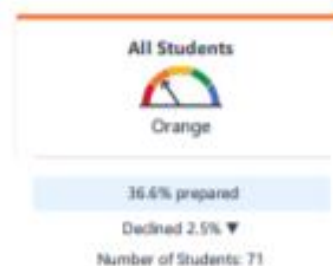 All Students
Orange
36.6% prepared
Declined 2.5% ▼
Number of Students: 71